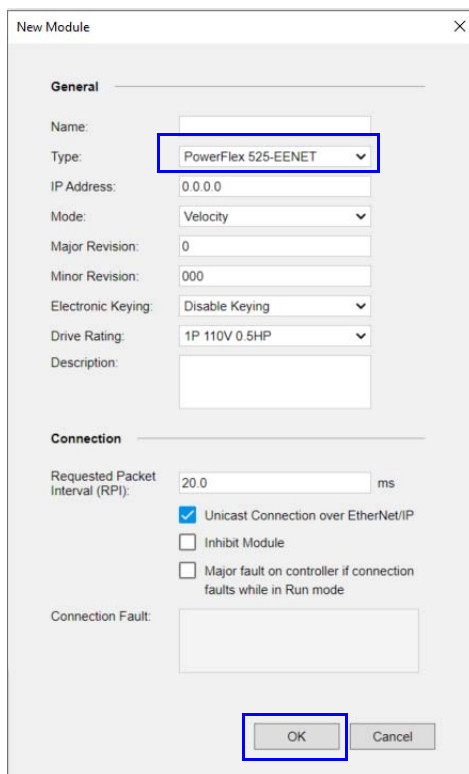 New Module
General
Name:
Type: PowerFlex 525-EENET
IP Address: 0.0.0.0
Mode: Velocity
Major Revision: 0
Minor Revision: 000
Electronic Keying: Disable Keying
Drive Rating: 1P 110V 0.5HP
Description:
Connection
Requested Packet
Interval (RPI): 20.0 ms
Unicast Connection over EtherNet/IP
Inhibit Module
Major fault on controller if connection
faults while in Run mode
Connection Fault:
OK Cancel